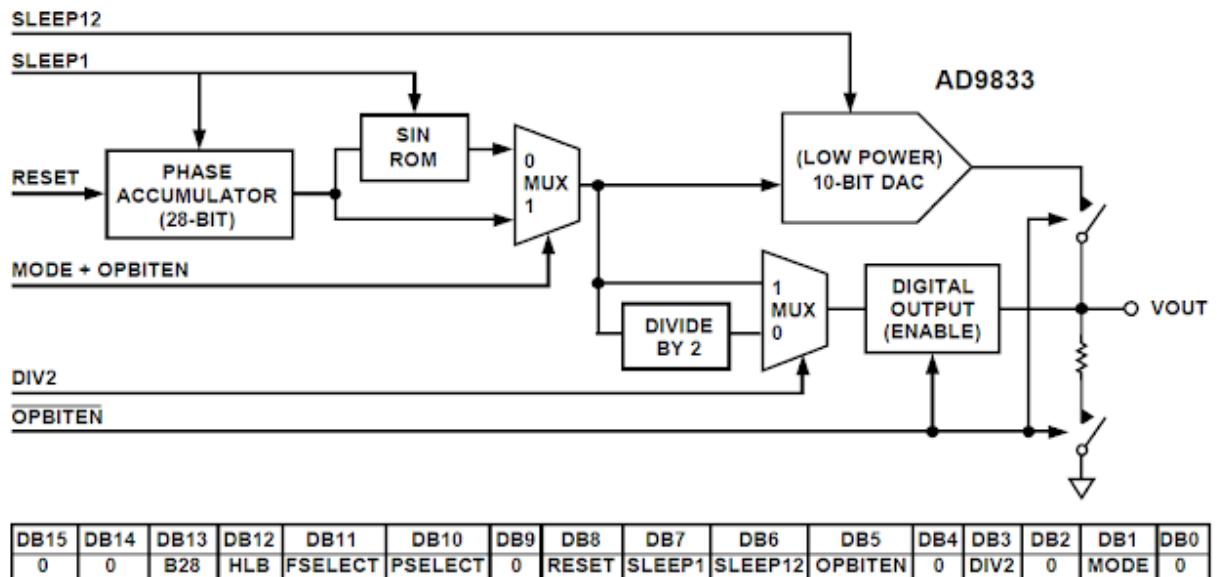 SLEEP12
SLEEP1
AD9833
SIN
ROM
(LOW POWER)
10-BIT DAC
0
MUX
1
RESET
PHASE
ACCUMULATOR
(28-BIT)
MODE + OPBITEN
1
MUX
0
DIGITAL
OUTPUT
(ENABLE)
VOUT
DIVIDE
BY 2
DIV2
OPBITEN
DB15 DB14 DB13 DB12 DB11 DB10 DB9 DB8 DB7 DB6 DB5 DB4 DB3 DB2 DB1 DB0
0 0 B28 HLB FSELECT PSELECT 0 RESET SLEEP1 SLEEP12 OPBITEN 0 DIV2 0 MODE 0